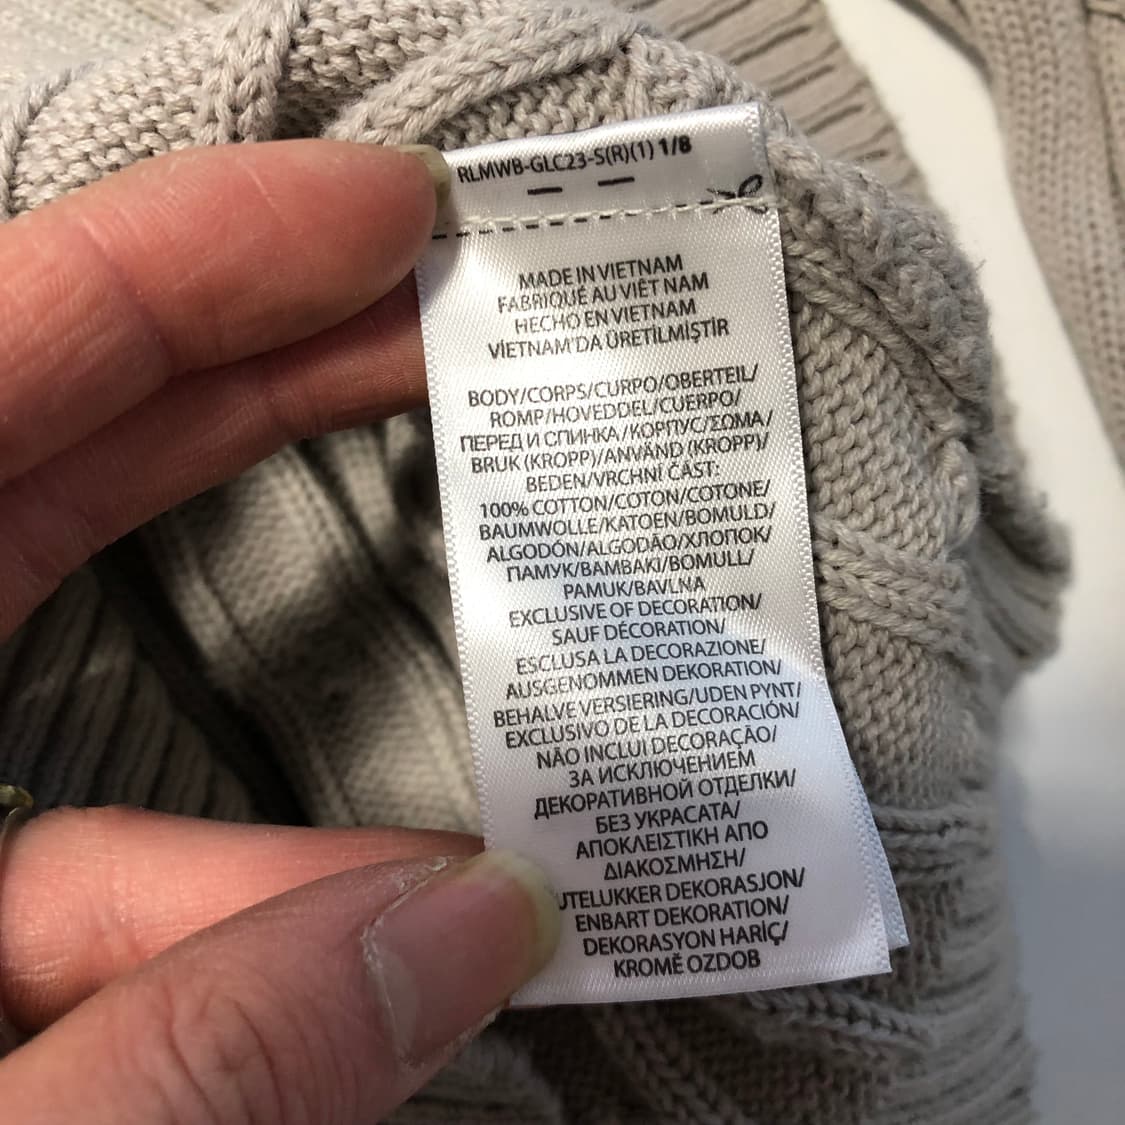 RLMWB-GLC23-S(R)(1) 1/8
MADE IN VIETNAM
FABRIQUÉ AU VIÊT NAM
HECHO EN VIETNAM
VİETNAM'DA ÜRETİLMİŞTİR
BODY/CORPS/CURPO/OBERTEIL/
ROMP/HOVEDDEL/CUERPO/
ПЕРЕД И СПИНКА/КОРПУС/ΣΩΜΑ/
BRUK (KROPP)/ANVÄND (KROPP)/
BEDEN/VRCHNÍ ČÁST:
100% COTTON/COTON/COTONE/
BAUMWOLLE/KATOEN/BOMULD/
ALGODÓN/ALGODÃO/ХЛОПОК/
ПАМУК/ΒΑΜΒΑΚΙ/BOMULL/
PAMUK/BAVLNA
EXCLUSIVE OF DECORATION/
SAUF DÉCORATION/
ESCLUSA LA DECORAZIONE/
AUSGENOMMEN DEKORATION/
BEHALVE VERSIERING/UDEN PYNT/
EXCLUSIVO DE LA DECORACIÓN/
NÃO INCLUI DECORAÇÃO/
ЗА ИСКЛЮЧЕНИЕМ
ДЕКОРАТИВНОЙ ОТДЕЛКИ/
БЕЗ УКРАСАТА/
ΑΠΟΚΛΕΙΣΤΙΚΗ ΑΠΟ
ΔΙΑΚΟΣΜΗΣΗ/
UTELUKKER DEKORASJON/
ENBART DEKORATION/
DEKORASYON HARİÇ/
KROMĚ OZDOB